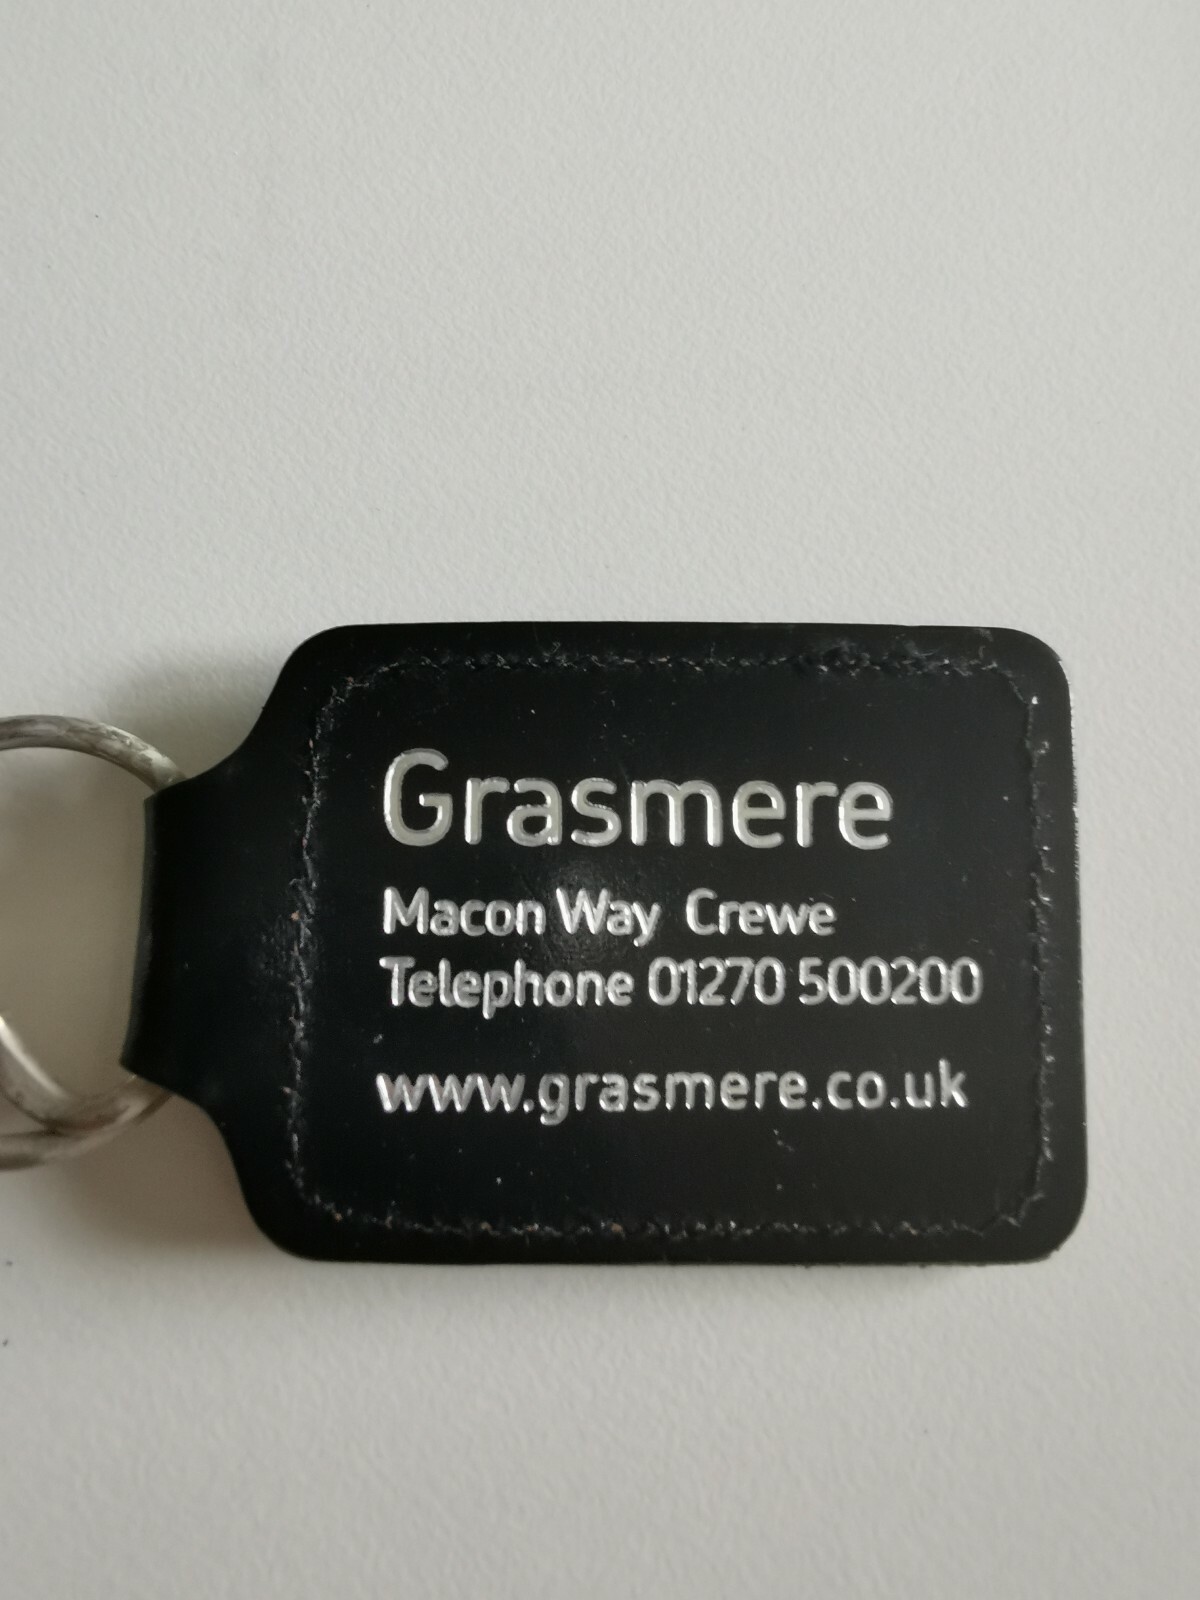 Grasmere
Macon Way Crewe
Telephone 01270 500200
www.grasmere.co.uk